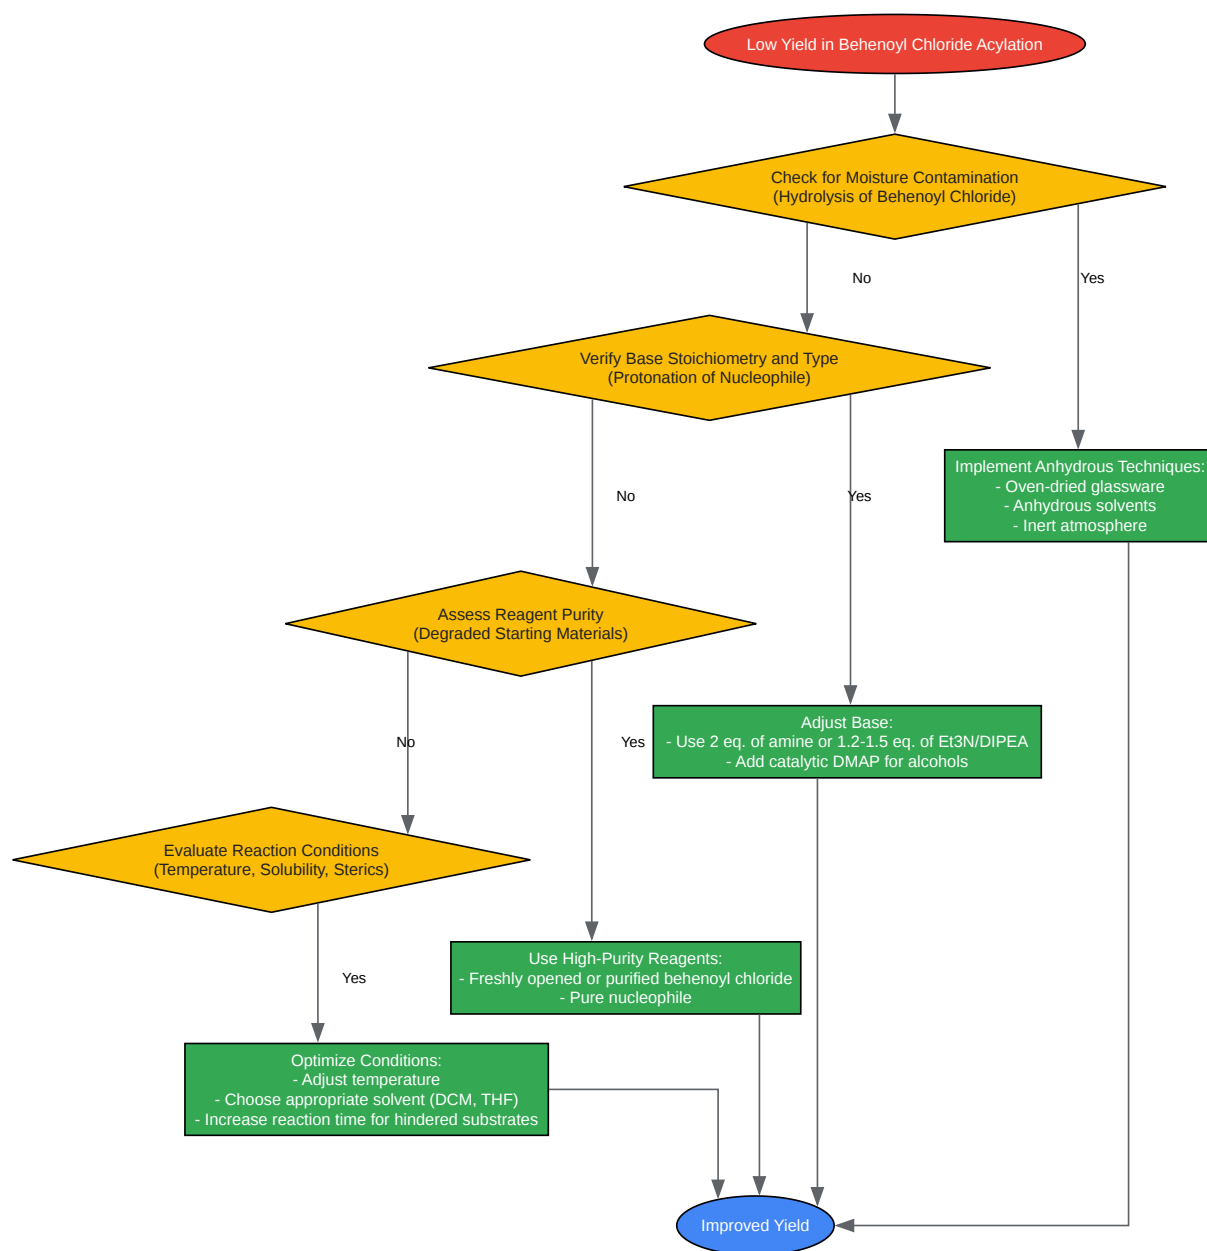 Low Yield in Behenoyl Chloride Acylation
Check for Moisture Contamination
(Hydrolysis of Behenoyl Chloride)
No
Yes
Verify Base Stoichiometry and Type
(Protonation of Nucleophile)
Implement Anhydrous Techniques:
- Oven-dried glassware
- Anhydrous solvents
- Inert atmosphere
No
Yes
Assess Reagent Purity
(Degraded Starting Materials)
No
Yes
Adjust Base:
- Use 2 eq. of amine or 1.2-1.5 eq. of Et3N/DIPEA
- Add catalytic DMAP for alcohols
Evaluate Reaction Conditions
(Temperature, Solubility, Sterics)
Yes
Use High-Purity Reagents:
- Freshly opened or purified behenoyl chloride
- Pure nucleophile
Optimize Conditions:
- Adjust temperature
- Choose appropriate solvent (DCM, THF)
- Increase reaction time for hindered substrates
Improved Yield